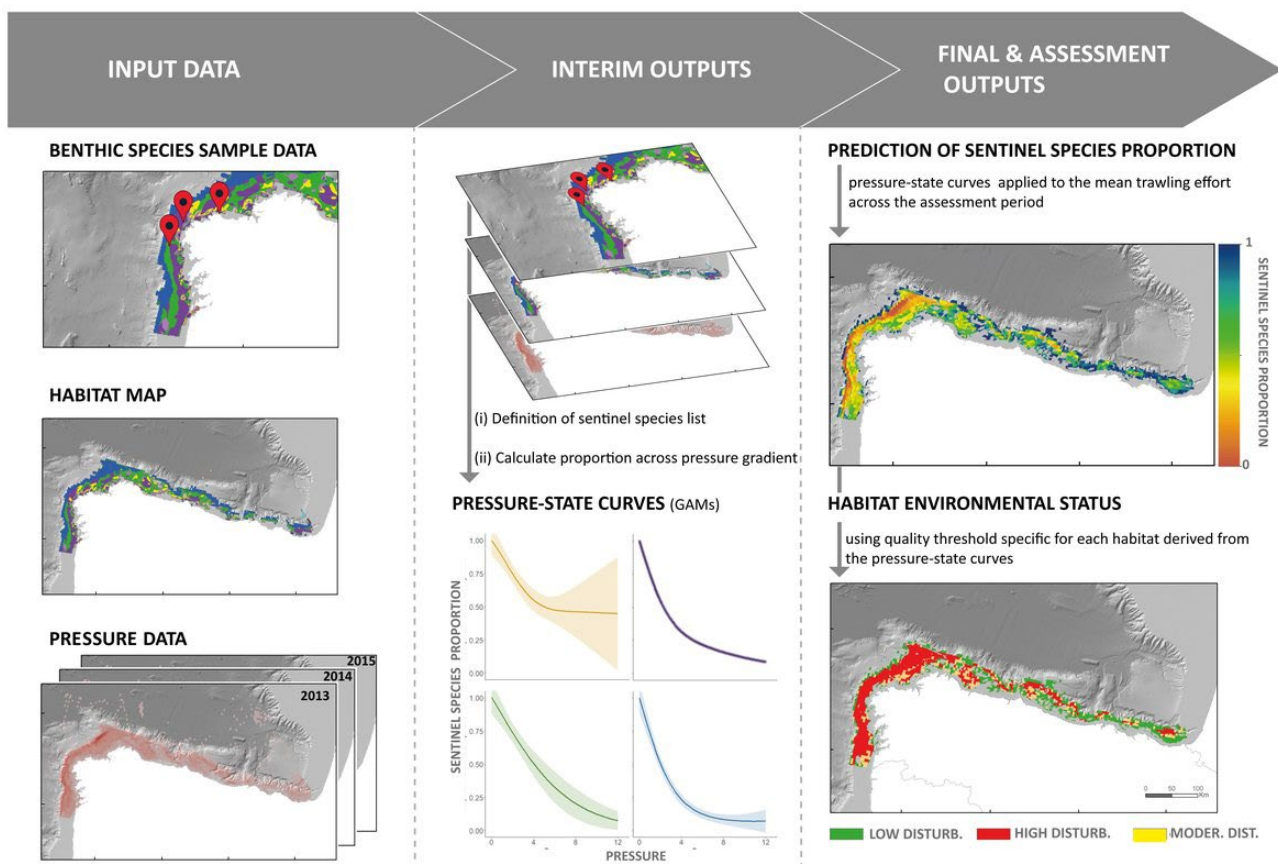 INPUT DATA
INTERIM OUTPUTS
FINAL & ASSESSMENT
OUTPUTS
BENTHIC SPECIES SAMPLE DATA
HABITAT MAP
PRESSURE DATA
2015
2014
2013
(i) Definition of sentinel species list
(ii) Calculate proportion across pressure gradient
PRESSURE-STATE CURVES (GAMs)
SENTINEL SPECIES PROPORTION
1.00
0.75
0.50
0.25
0.00
1.00
0.75
0.50
0.25
0.00
0
4
8
12
0
4
8
12
PRESSURE
PREDICTION OF SENTINEL SPECIES PROPORTION
pressure-state curves applied to the mean trawling effort
across the assessment period
1
SENTINEL SPECIES PROPORTION
0
HABITAT ENVIRONMENTAL STATUS
using quality threshold specific for each habitat derived from
the pressure-state curves
0 50 100
Km
LOW DISTURB.
HIGH DISTURB.
MODER. DIST.